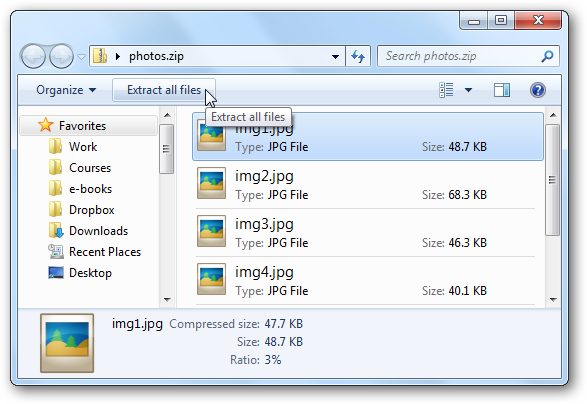 photos.zip
Search photos.zip
Organize
Extract all files
Extract all files
Favorites
Work
Courses
e-books
Dropbox
Downloads
Recent Places
Desktop
img1.jpg
Type: JPG File Size: 48.7 KB
img2.jpg
Type: JPG File Size: 68.3 KB
img3.jpg
Type: JPG File Size: 46.3 KB
img4.jpg
Type: JPG File Size: 40.1 KB
img1.jpg Compressed size: 47.7 KB
Size: 48.7 KB
Ratio: 3%